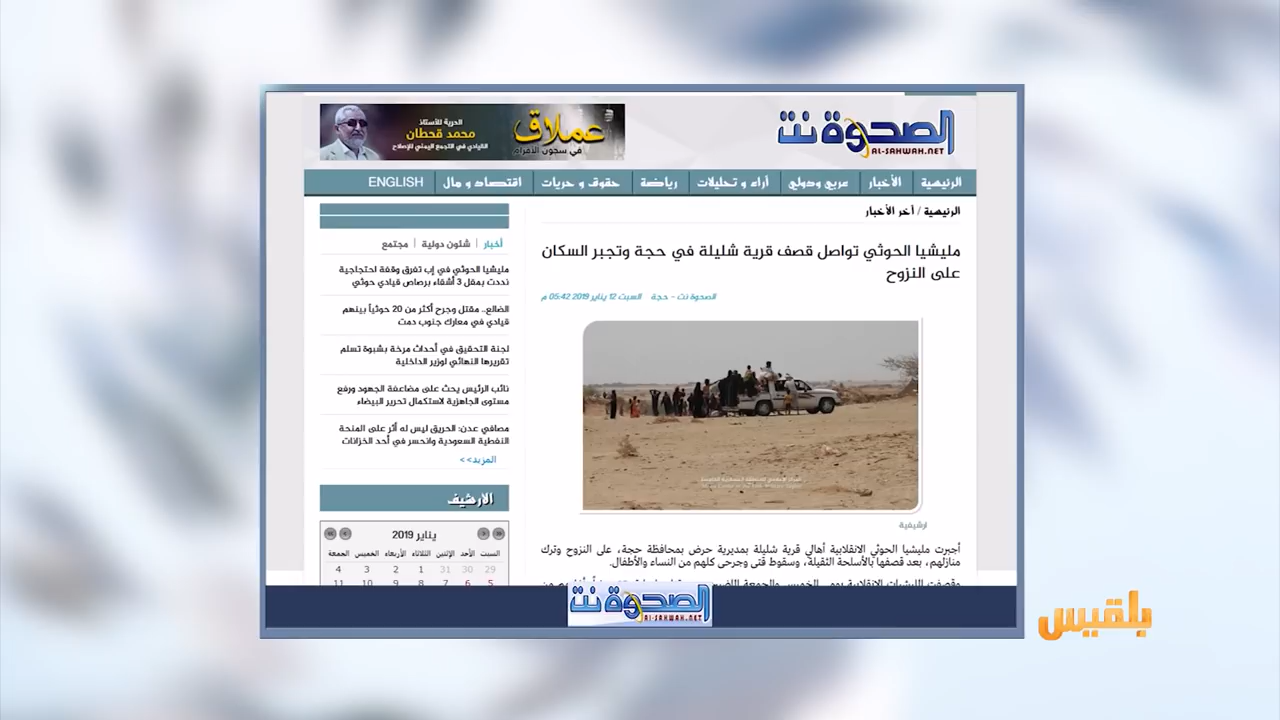 الصحوة نت
AL-SAHWAH.NET
عملاق
في سجون الاقزام
الحرية للأستاذ
محمد قحطان
القيادي في التجمع اليمني للإصلاح
الرئيسية الأخبار عربي ودولي أراء و تحليلات رياضة حقوق و حريات اقتصاد و مال ENGLISH
الرئيسية / آخر الأخبار
مليشيا الحوثي تواصل قصف قرية شليلة في حجة وتجبر السكان
على النزوح
الصحوة نت - حجة السبت 12 يناير 2019 05:42 م
ارشيفية
أجبرت مليشيا الحوثي الانقلابية أهالي قرية شليلة بمديرية حرض بمحافظة حجة، على النزوح وترك
منازلهم، بعد قصفها بالأسلحة الثقيلة، وسقوط قتى وجرحى كلهم من النساء والأطفال.
أخبار | شئون دولية | مجتمع
مليشيا الحوثي في إب تفرق وقفة احتجاجية
نددت بمقل 3 أشقاء برصاص قيادي حوثي
الضالع.. مقتل وجرح أكثر من 20 حوثياً بينهم
قيادي في معارك جنوب دمت
لجنة التحقيق في أحداث مرخة بشبوة تسلم
تقريرها النهائي لوزير الداخلية
نائب الرئيس يحث على مضاعفة الجهود ورفع
مستوى الجاهزية لاستكمال تحرير البيضاء
مصافي عدن: الحريق ليس له أثر على المنحة
النفطية السعودية وانحسر في أحد الخزانات
المزيد>>
الارشيف
يناير 2019
السبت الأحد الإثنين الثلاثاء الأربعاء الخميس الجمعة
29 30 31 1 2 3 4
5 6 7 8 9 10 11
الصحوة نت
AL-SAHWAH.NET
بلقيس